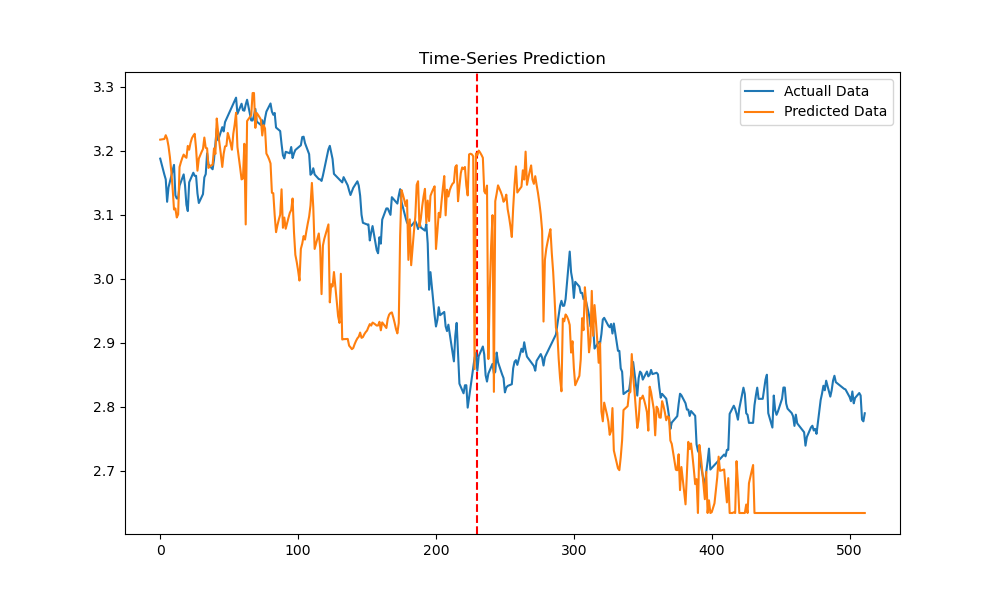 Time-Series Prediction
Actuall Data
Predicted Data
3.3
3.2
3.1
3.0
2.9
2.8
2.7
0 100 200 300 400 500